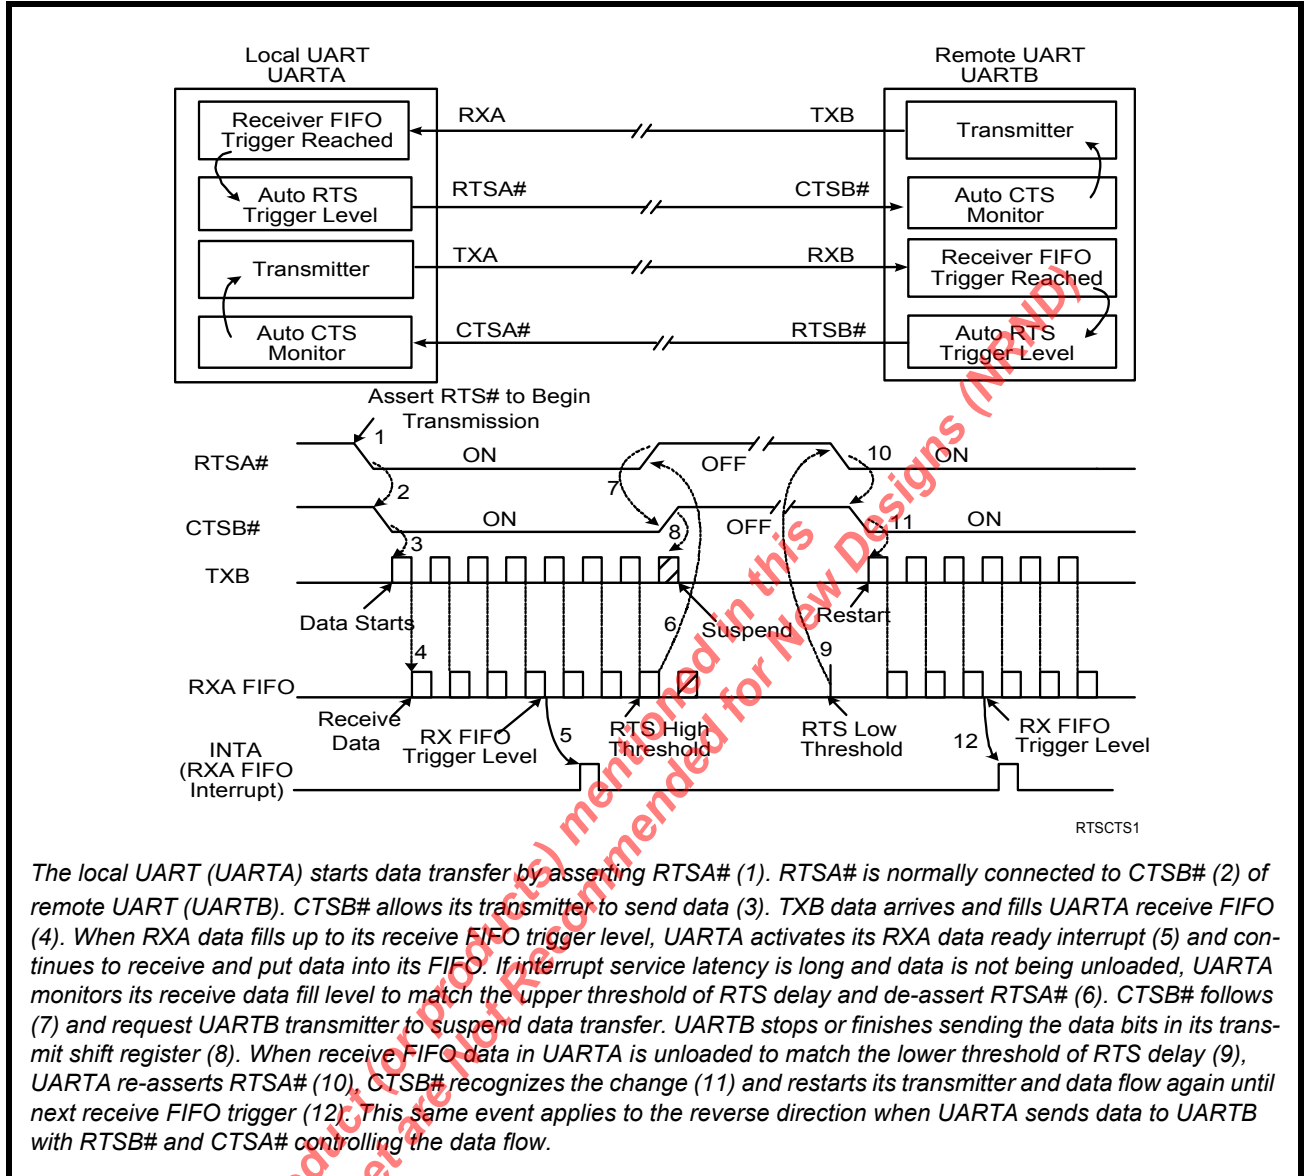 Local UART
UARTA
Remote UART
UARTB
Receiver FIFO
Trigger Reached
RXA
TXB
Transmitter
Auto RTS
Trigger Level
RTSA#
CTSB#
Auto CTS
Monitor
Transmitter
TXA
RXB
Receiver FIFO
Trigger Reached
Auto CTS
Monitor
CTSA#
RTSB#
Auto RTS
Trigger Level
Assert RTS# to Begin
Transmission
RTSA#
1
ON
OFF
10
ON
2
7
CTSB#
ON
8
OFF
11
ON
3
TXB
Data Starts
6
Suspend
Restart
4
9
RXA FIFO
Receive
Data
RX FIFO
Trigger Level
5
RTS High
Threshold
RTS Low
Threshold
12
RX FIFO
Trigger Level
INTA
(RXA FIFO
Interrupt)
RTSCTS1
The local UART (UARTA) starts data transfer by asserting RTSA# (1). RTSA# is normally connected to CTSB# (2) of
remote UART (UARTB). CTSB# allows its transmitter to send data (3). TXB data arrives and fills UARTA receive FIFO
(4). When RXA data fills up to its receive FIFO trigger level, UARTA activates its RXA data ready interrupt (5) and con-
tinues to receive and put data into its FIFO. If interrupt service latency is long and data is not being unloaded, UARTA
monitors its receive data fill level to match the upper threshold of RTS delay and de-assert RTSA# (6). CTSB# follows
(7) and request UARTB transmitter to suspend data transfer. UARTB stops or finishes sending the data bits in its trans-
mit shift register (8). When receive FIFO data in UARTA is unloaded to match the lower threshold of RTS delay (9),
UARTA re-asserts RTSA# (10). CTSB# recognizes the change (11) and restarts its transmitter and data flow again until
next receive FIFO trigger (12). This same event applies to the reverse direction when UARTA sends data to UARTB
with RTSB# and CTSA# controlling the data flow.
(or products) mentioned in this
are Not Recommended for New Designs (NRND)